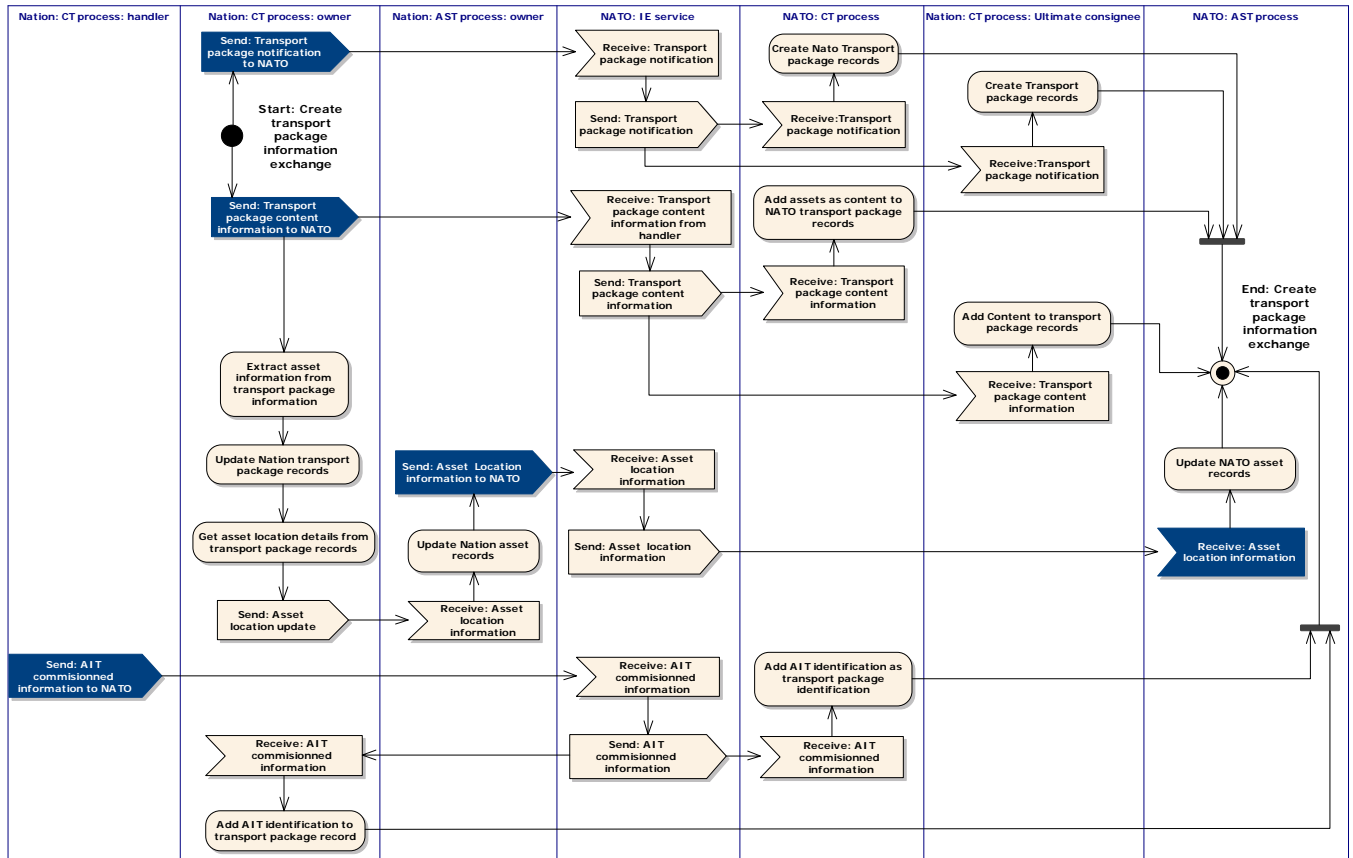 Nation: CT process: handler
Nation: CT process: owner
Nation: AST process: owner
NATO: IE service
NATO: CT process
Nation: CT process: Ultimate consignee
NATO: AST process
Send: Transport
package notification
to NATO
Receive: Transport
package notification
Create Nato Transport
package records
Create Transport
package records
Start: Create
transport
package
information
exchange
Send: Transport
package notification
Receive:Transport
package notification
Receive:Transport
package notification
Send: Transport
package content
information to NATO
Receive: Transport
package content
information from
handler
Add assets as content to
NATO transport package
records
Send: Transport
package content
information
Receive: Transport
package content
information
End: Create
transport
package
information
exchange
Add Content to transport
package records
Extract asset
information from
transport package
information
Receive: Transport
package content
information
Update Nation transport
package records
Send: Asset Location
information to NATO
Receive: Asset
location
information
Update NATO asset
records
Get asset location details from
transport package records
Update Nation asset
records
Send: Asset location
information
Receive: Asset
location information
Send: Asset
location update
Receive: Asset
location
information
Send: AIT
commisionned
information to NATO
Receive: AIT
commisionned
information
Add AIT identification as
transport package
identification
Receive: AIT
commisionned
information
Send: AIT
commisionned
information
Receive: AIT
commisionned
information
Add AIT identification to
transport package record